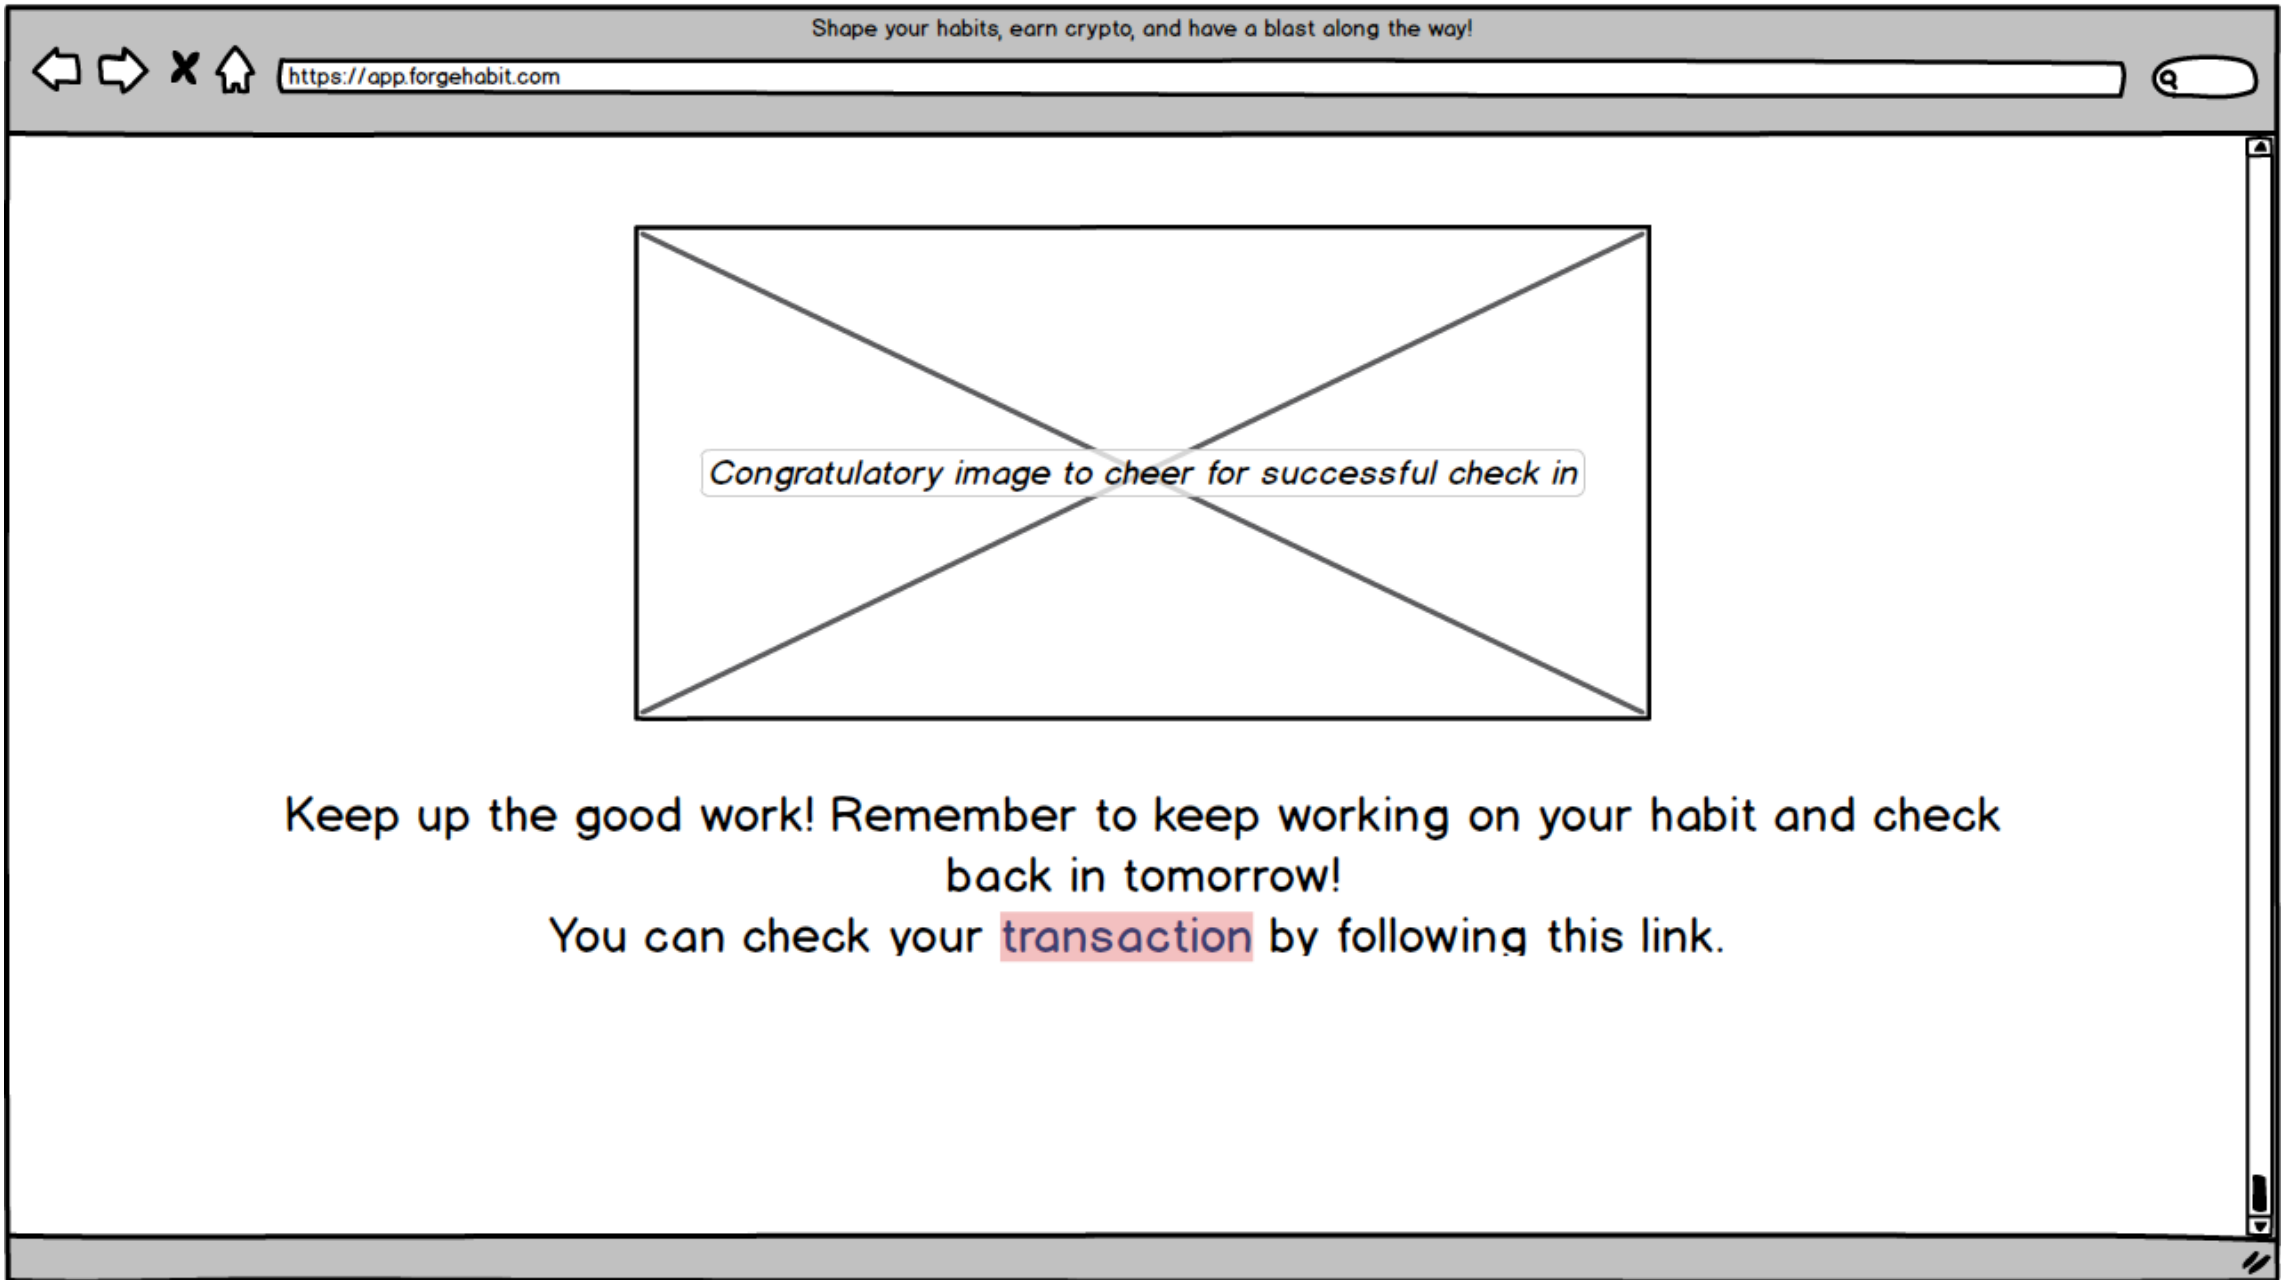 Shape your habits, earn crypto, and have a blast along the way!
https://app.forgehabit.com
Congratulatory image to cheer for successful check in
Keep up the good work! Remember to keep working on your habit and check
back in tomorrow!
You can check your transaction by following this link.